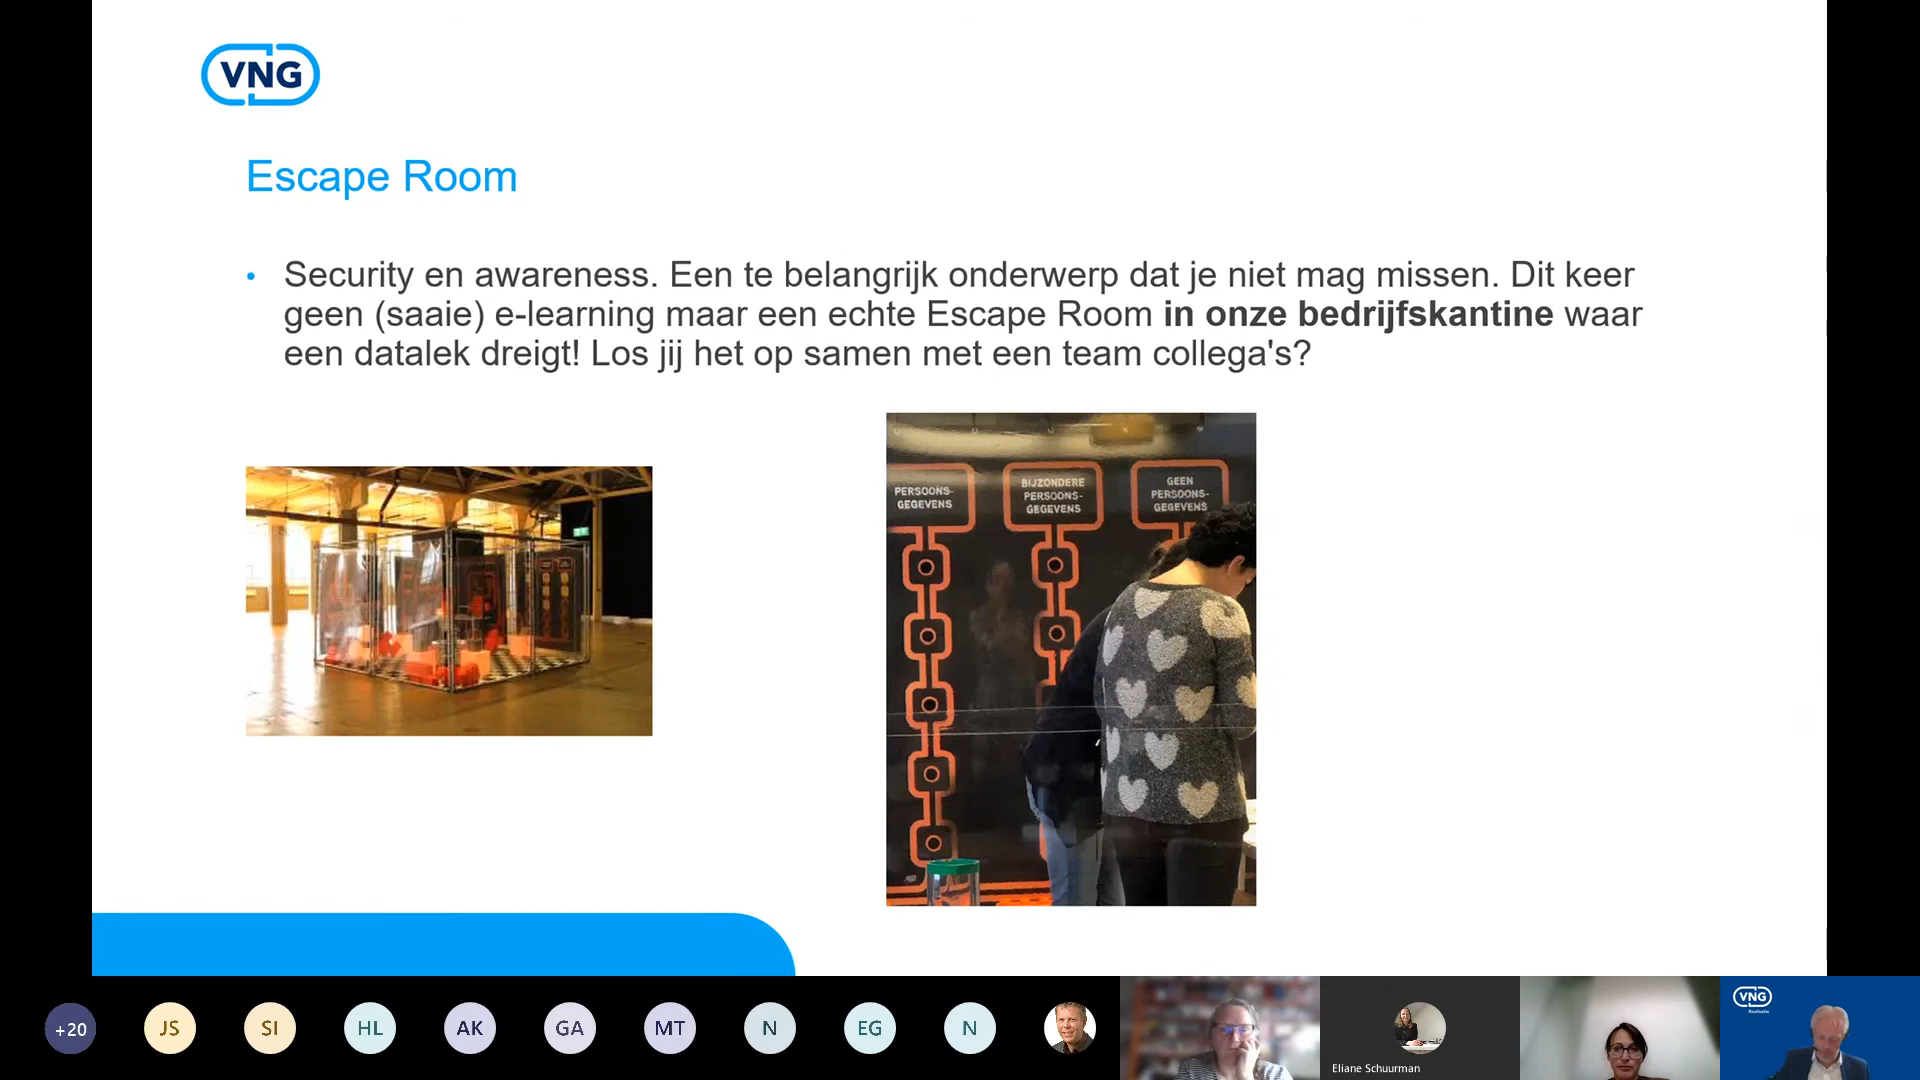 VNG
Escape Room
• Security en awareness. Een te belangrijk onderwerp dat je niet mag missen. Dit keer
geen (saaie) e-learning maar een echte Escape Room in onze bedrijfskantine waar
een datalek dreigt! Los jij het op samen met een team collega's?
PERSOONS-
GEGEVENS
BIJZONDERE
PERSOONS-
GEGEVENS
GEEN
PERSOONS-
GEGEVENS
+20
JS
SI
HL
AK
GA
MT
N
EG
N
Eliane Schuurman
VNG
Realisatie